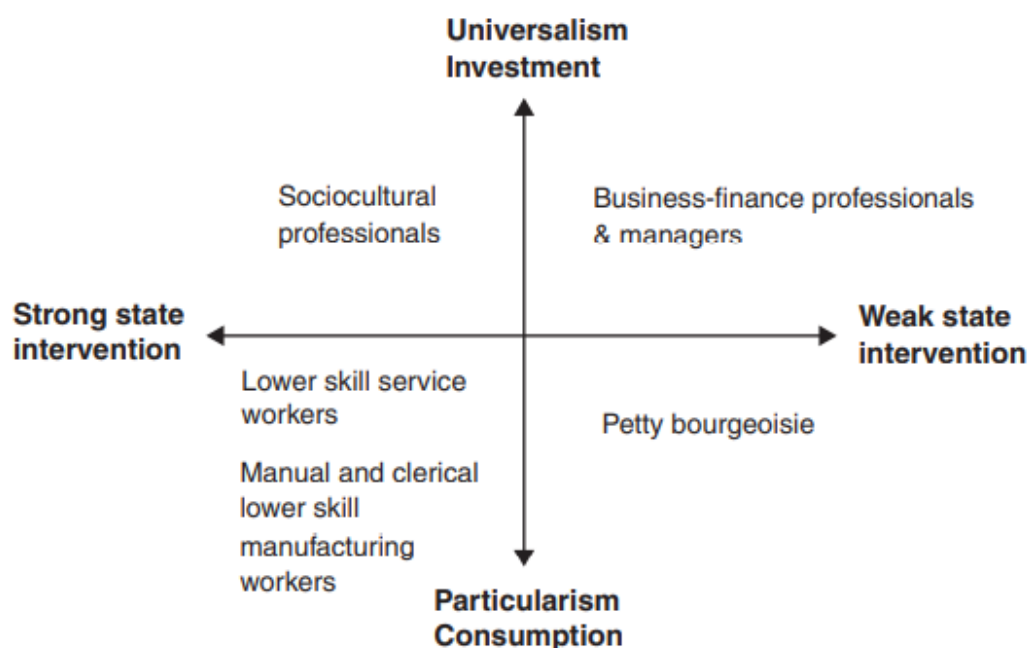 Universalism
Investment
Sociocultural
professionals
Business-finance professionals
& managers
Strong state
intervention
Weak state
intervention
Lower skill service
workers
Petty bourgeoisie
Manual and clerical
lower skill
manufacturing
workers
Particularism
Consumption